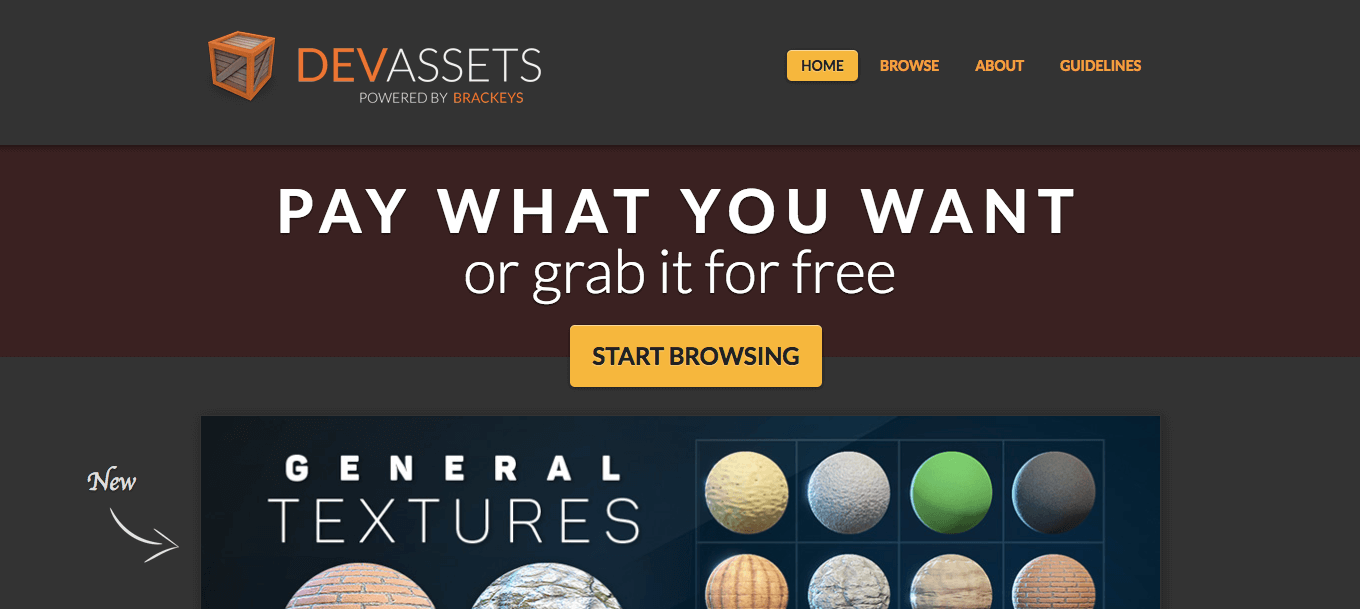 DEVASSETS
POWERED BY BRACKEYS
HOME BROWSE ABOUT GUIDELINES
PAY WHAT YOU WANT
or grab it for free
START BROWSING
New
GENERAL
TEXTURES